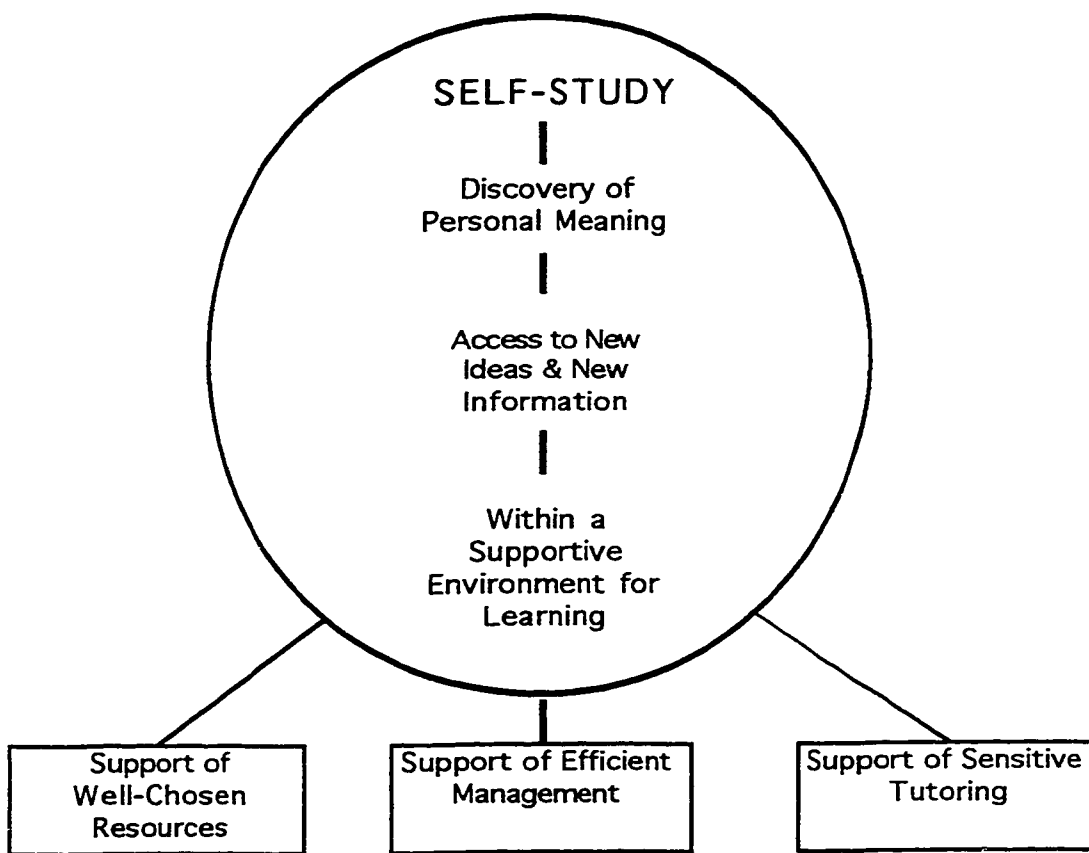 SELF-STUDY
Discovery of
Personal Meaning
Access to New
Ideas & New
Information
Within a
Supportive
Environment for
Learning
Support of
Well-Chosen
Resources
Support of Efficient
Management
Support of Sensitive
Tutoring